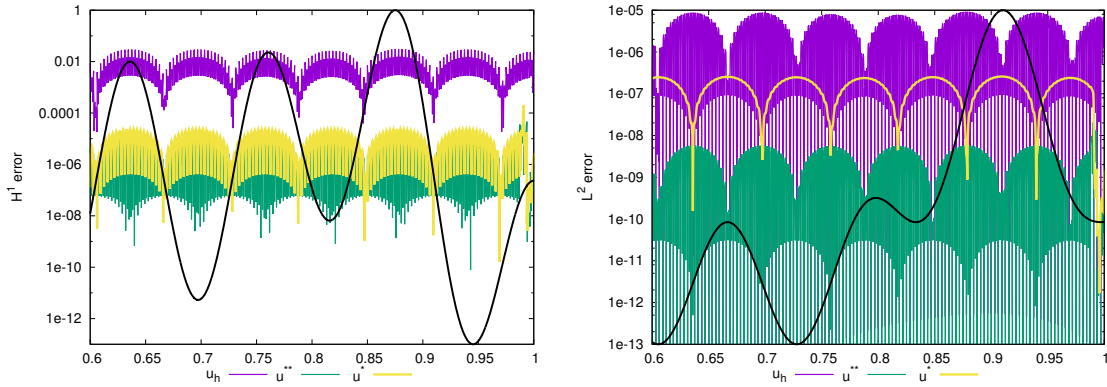 1
0.01
0.0001
1e-06
1e-08
1e-10
1e-12
H¹ error
0.6 0.65 0.7 0.75 0.8 0.85 0.9 0.95 1
u_h u** u*
1e-05
1e-06
1e-07
1e-08
1e-09
1e-10
1e-11
1e-12
1e-13
L² error
0.6 0.65 0.7 0.75 0.8 0.85 0.9 0.95 1
u_h u** u*